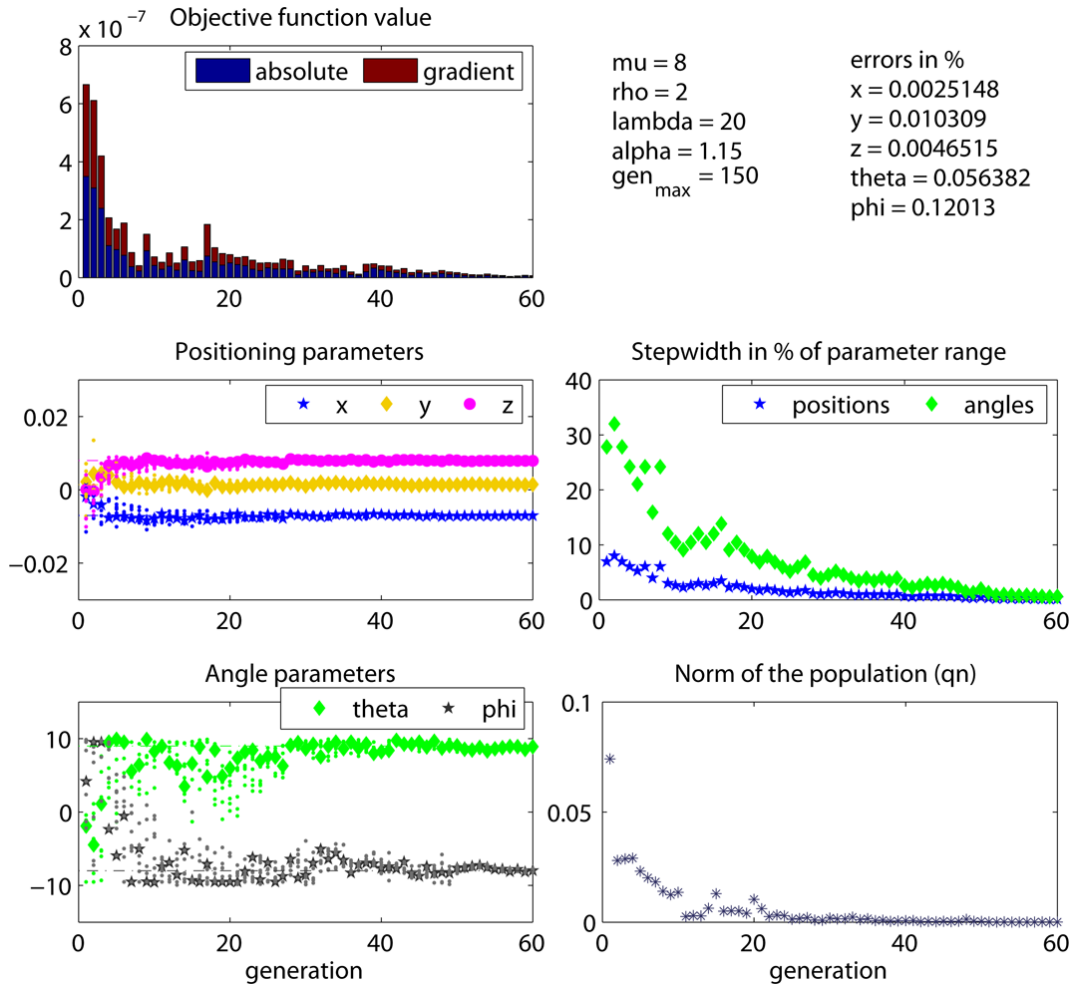 Objective function value
x 10⁻⁷
8
6
4
2
0
absolute gradient
0 20 40 60
mu = 8
rho = 2
lambda = 20
alpha = 1.15
gen_max = 150
errors in %
x = 0.0025148
y = 0.010309
z = 0.0046515
theta = 0.056382
phi = 0.12013
Positioning parameters
x y z
0.02
0
−0.02
0 20 40 60
Stepwidth in % of parameter range
positions angles
40
30
20
10
0
0 20 40 60
Angle parameters
theta phi
10
0
−10
0 20 40 60
generation
Norm of the population (qn)
0.1
0.05
0
0 20 40 60
generation